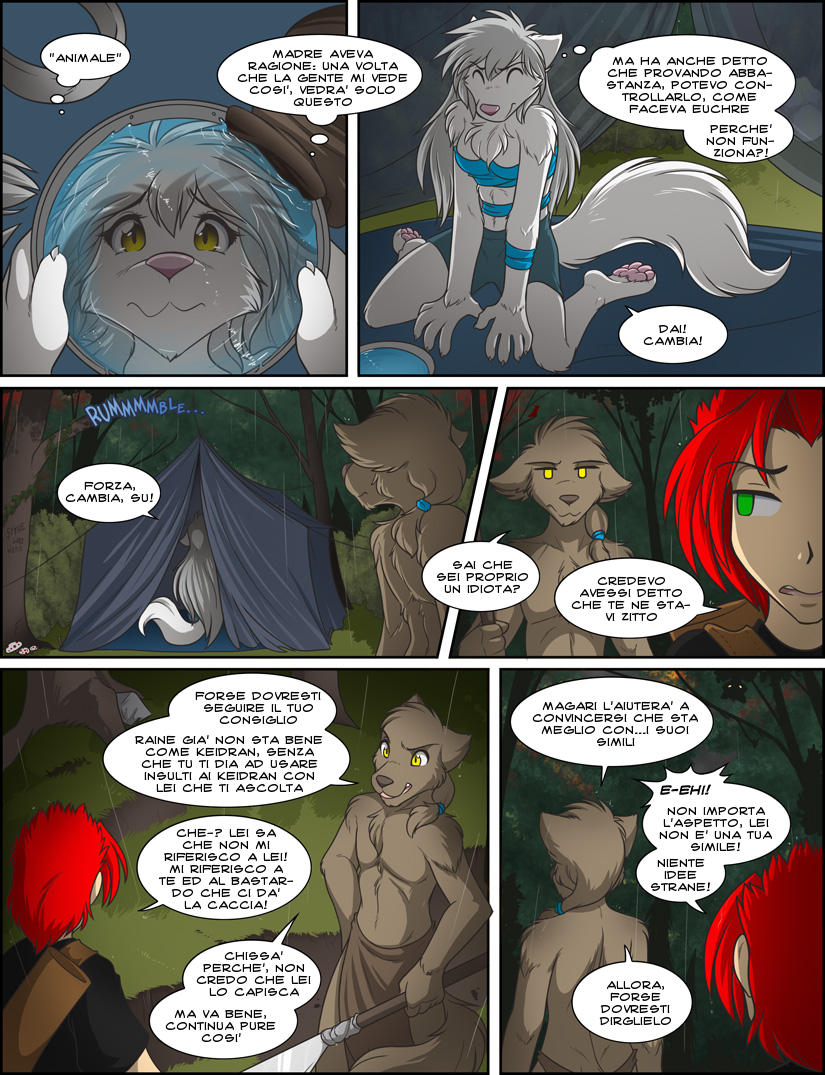 "ANIMALE"
MADRE AVEVA
RAGIONE: UNA VOLTA
CHE LA GENTE MI VEDE
COSI', VEDRA' SOLO
QUESTO
MA HA ANCHE DETTO
CHE PROVANDO ABBA-
STANZA, POTEVO CON-
TROLLARLO, COME
FACEVA EUCHRE
PERCHE'
NON FUN-
ZIONA?!
DAI!
CAMBIA!
RUMMMMBLE...
FORZA,
CAMBIA, SU!
SAI CHE
SEI PROPRIO
UN IDIOTA?
CREDEVO
AVESSI DETTO
CHE TE NE STA-
VI ZITTO
FORSE DOVRESTI
SEGUIRE IL TUO
CONSIGLIO
RAINE GIA' NON STA BENE
COME KEIDRAN, SENZA
CHE TU TI DIA AD USARE
INSULTI AI KEIDRAN CON
LEI CHE TI ASCOLTA
CHE-? LEI SA
CHE NON MI
RIFERISCO A LEI!
MI RIFERISCO A
TE ED AL BASTAR-
DO CHE CI DA'
LA CACCIA!
CHISSA'
PERCHE', NON
CREDO CHE LEI
LO CAPISCA
MA VA BENE,
CONTINUA PURE
COSI'
MAGARI L'AIUTERA' A
CONVINCERSI CHE STA
MEGLIO CON...I SUOI
SIMILI
E-EHI!
NON IMPORTA
L'ASPETTO, LEI
NON E' UNA TUA
SIMILE!
NIENTE
IDEE
STRANE!
ALLORA,
FORSE
DOVRESTI
DIRGLIELO